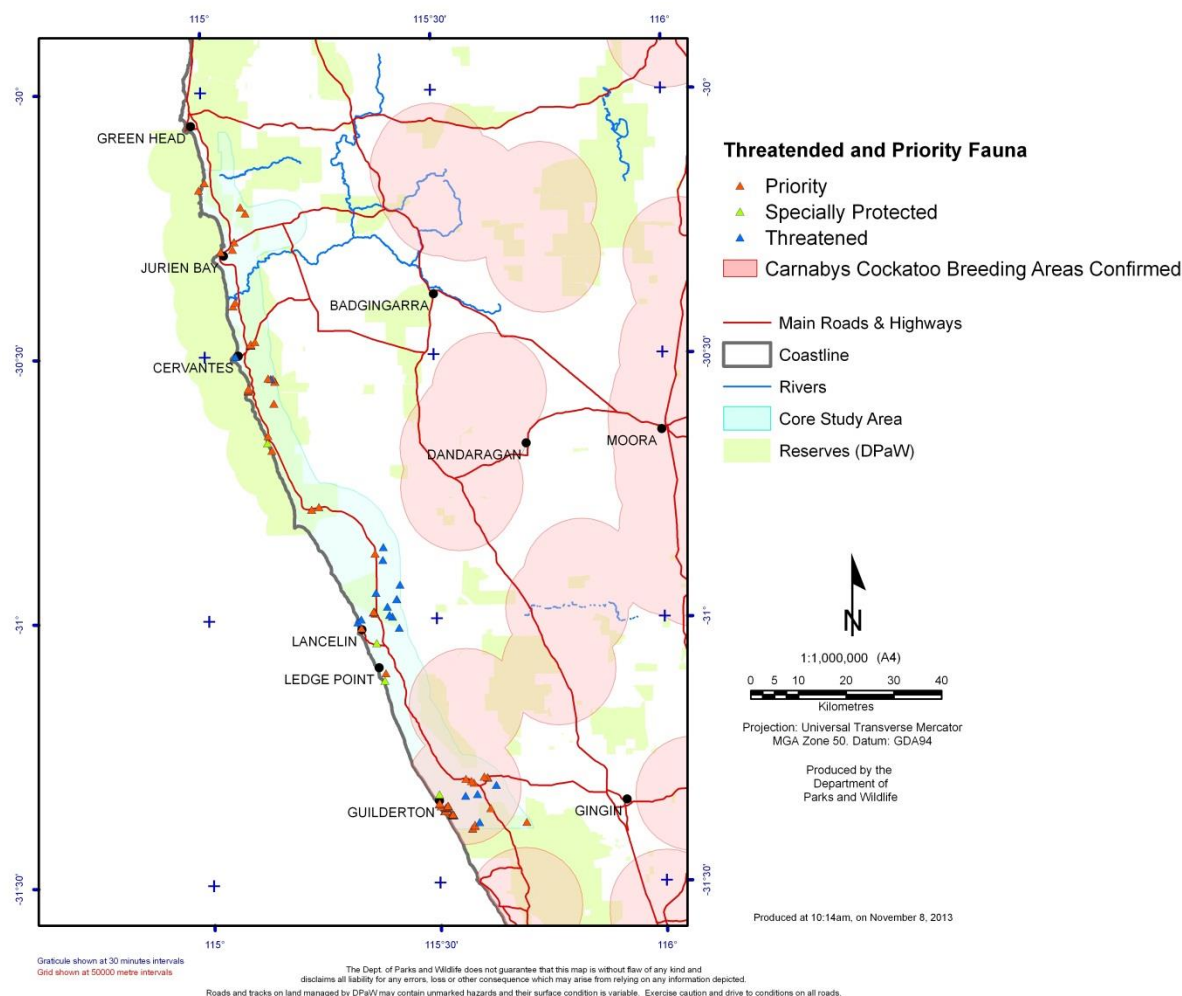 115°
115°30'
116°
-30°
-30°
GREEN HEAD
JURIEN BAY
BADGINGARRA
-30°30'
-30°30'
CERVANTES
DANDARAGAN
MOORA
-31°
-31°
LANCELIN
LEDGE POINT
GUILDERTON
GINGIN
-31°30'
-31°30'
115°
115°30'
116°
Threatended and Priority Fauna
Priority
Specially Protected
Threatened
Carnabys Cockatoo Breeding Areas Confirmed
Main Roads & Highways
Coastline
Rivers
Core Study Area
Reserves (DPaW)
N
1:1,000,000 (A4)
0 5 10 20 30 40
Kilometres
Projection: Universal Transverse Mercator
MGA Zone 50. Datum: GDA94
Produced by the
Department of
Parks and Wildlife
Produced at 10:14am, on November 8, 2013
Graticule shown at 30 minutes intervals
Grid shown at 50000 metre intervals
The Dept. of Parks and Wildlife does not guarantee that this map is without flaw of any kind and
disclaims all liability for any errors, loss or other consequence which may arise from relying on any information depicted.
Roads and tracks on land managed by DPaW may contain unmarked hazards and their surface condition is variable. Exercise caution and drive to conditions on all roads.